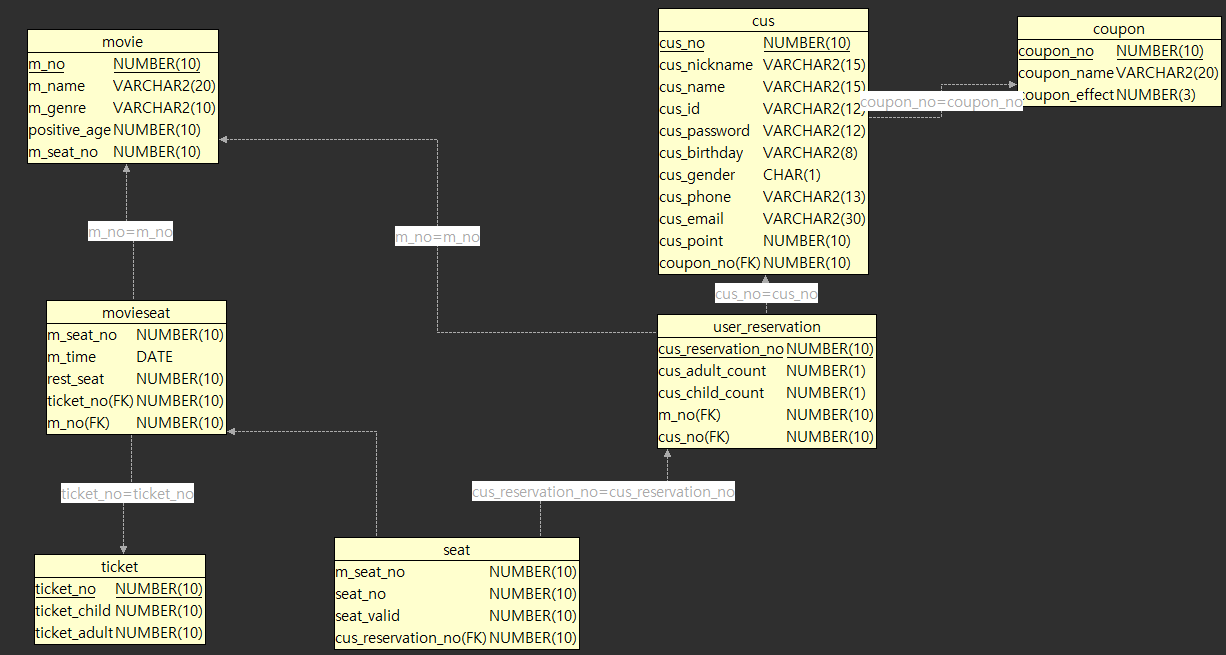 movie
m_no NUMBER(10)
m_name VARCHAR2(20)
m_genre VARCHAR2(10)
positive_age NUMBER(10)
m_seat_no NUMBER(10)
cus
cus_no NUMBER(10)
cus_nickname VARCHAR2(15)
cus_name VARCHAR2(15)
cus_id VARCHAR2(12)
cus_password VARCHAR2(12)
cus_birthday VARCHAR2(8)
cus_gender CHAR(1)
cus_phone VARCHAR2(13)
cus_email VARCHAR2(30)
cus_point NUMBER(10)
coupon_no(FK) NUMBER(10)
coupon
coupon_no NUMBER(10)
coupon_name VARCHAR2(20)
coupon_effect NUMBER(3)
coupon_no=coupon_no
m_no=m_no
m_no=m_no
cus_no=cus_no
movieseat
m_seat_no NUMBER(10)
m_time DATE
rest_seat NUMBER(10)
ticket_no(FK) NUMBER(10)
m_no(FK) NUMBER(10)
user_reservation
cus_reservation_no NUMBER(10)
cus_adult_count NUMBER(1)
cus_child_count NUMBER(1)
m_no(FK) NUMBER(10)
cus_no(FK) NUMBER(10)
ticket_no=ticket_no
cus_reservation_no=cus_reservation_no
ticket
ticket_no NUMBER(10)
ticket_child NUMBER(10)
ticket_adult NUMBER(10)
seat
m_seat_no NUMBER(10)
seat_no NUMBER(10)
seat_valid NUMBER(10)
cus_reservation_no(FK) NUMBER(10)